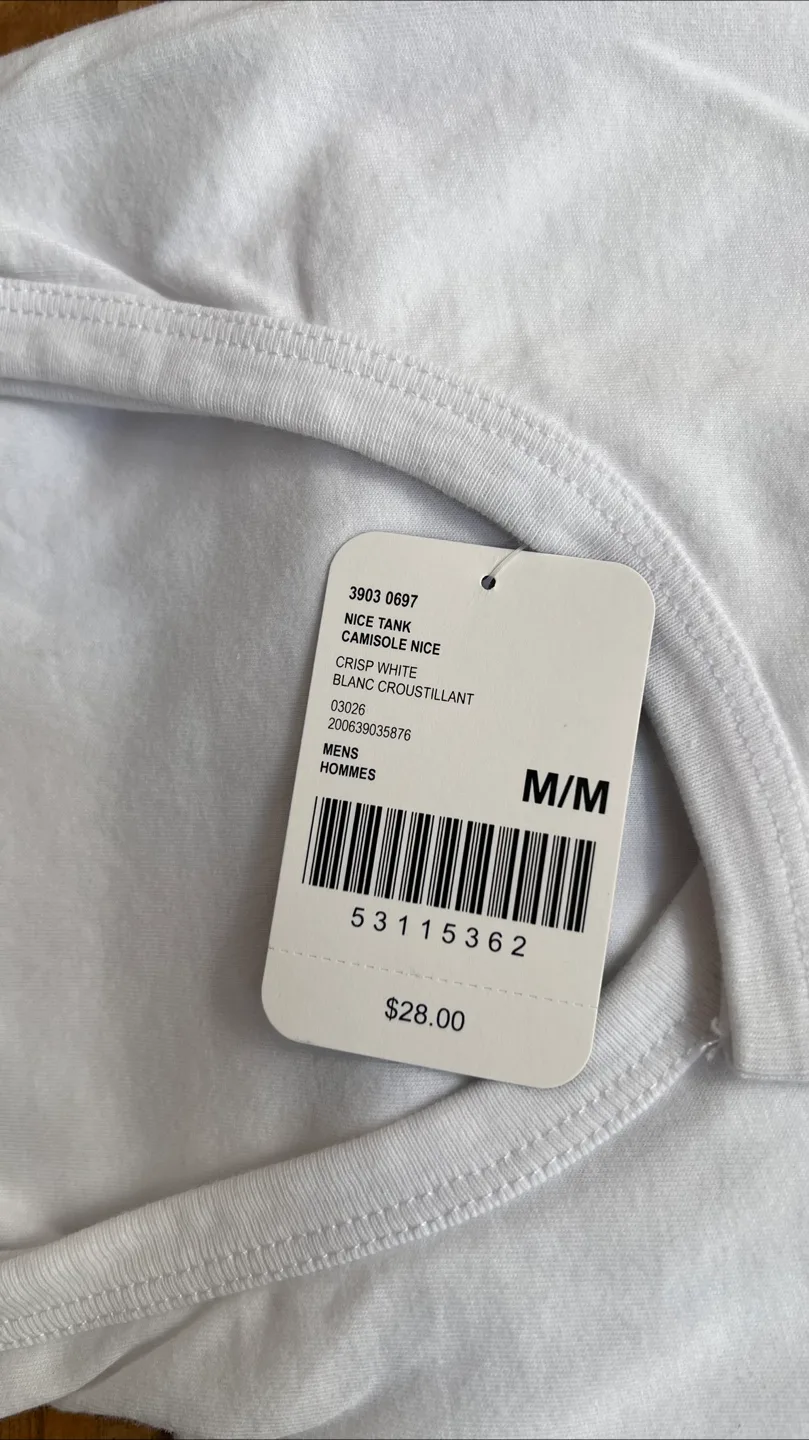 3903 0697
NICE TANK
CAMISOLE NICE
CRISP WHITE
BLANC CROUSTILLANT
03026
200639035876
MENS
HOMMES
M/M
53115362
$28.00